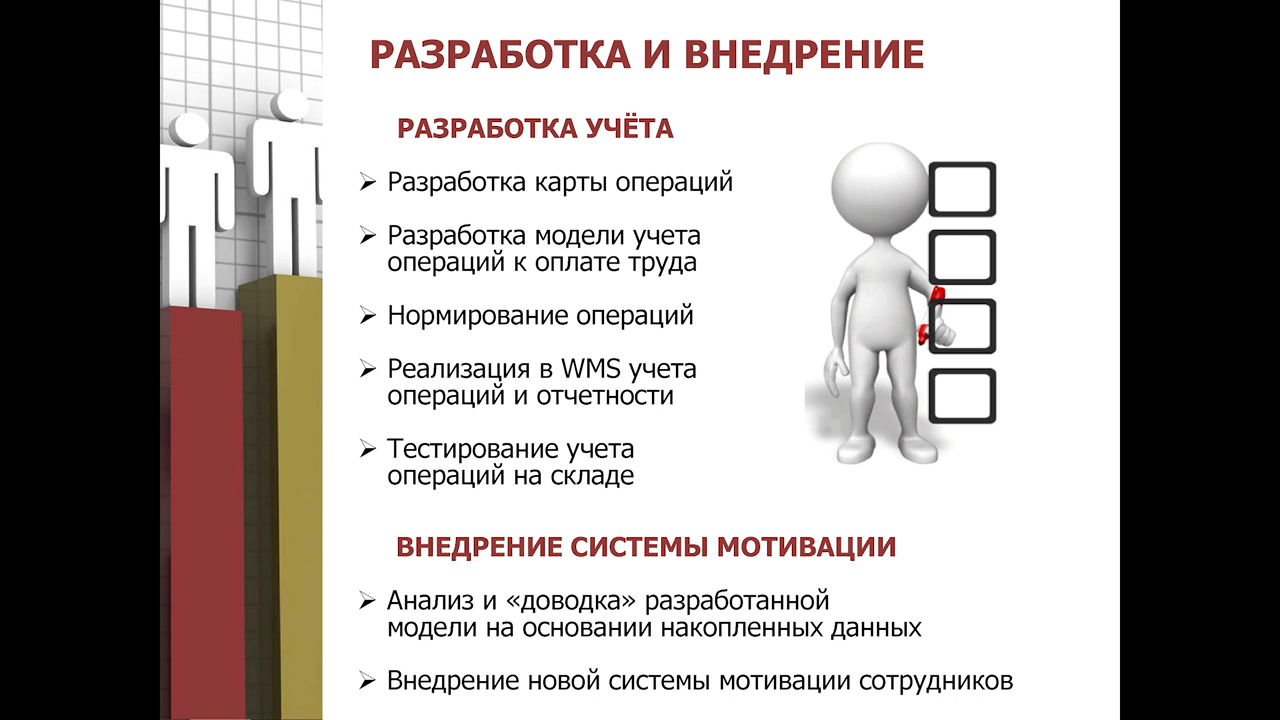 РАЗРАБОТКА И ВНЕДРЕНИЕ
РАЗРАБОТКА УЧЁТА
Разработка карты операций
Разработка модели учета
операций к оплате труда
Нормирование операций
Реализация в WMS учета
операций и отчетности
Тестирование учета
операций на складе
ВНЕДРЕНИЕ СИСТЕМЫ МОТИВАЦИИ
Анализ и «доводка» разработанной
модели на основании накопленных данных
Внедрение новой системы мотивации сотрудников